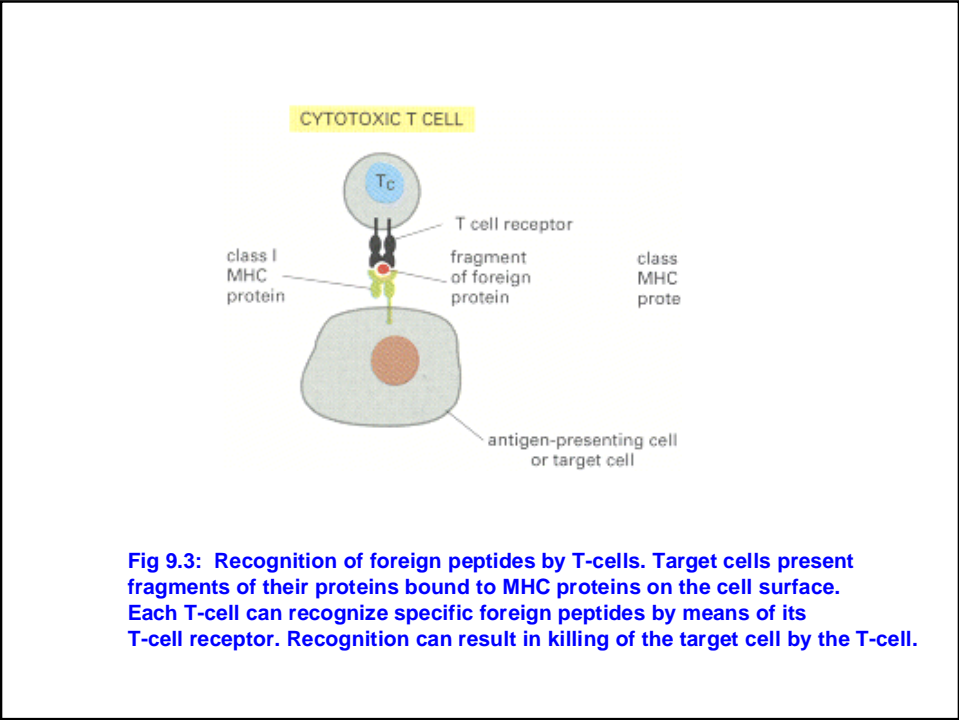 CYTOTOXIC T CELL
Tc
T cell receptor
class I
MHC
protein
fragment
of foreign
protein
class
MHC
prote
antigen-presenting cell
or target cell
Fig 9.3: Recognition of foreign peptides by T-cells. Target cells present
fragments of their proteins bound to MHC proteins on the cell surface.
Each T-cell can recognize specific foreign peptides by means of its
T-cell receptor. Recognition can result in killing of the target cell by the T-cell.